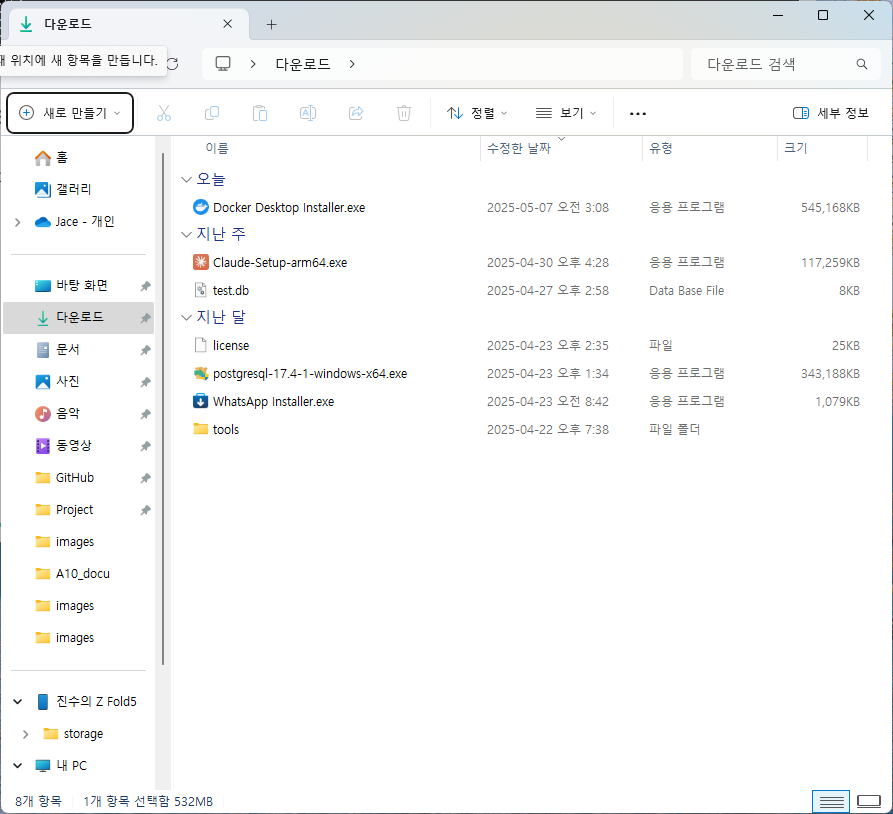 다운로드
위치에 새 항목을 만듭니다.
다운로드
다운로드 검색
새로 만들기
정렬
보기
세부 정보
이름 수정한 날짜 유형 크기
홈
갤러리
Jace - 개인
바탕 화면
다운로드
문서
사진
음악
동영상
GitHub
Project
images
A10_docu
images
images
진수의 Z Fold5
storage
내 PC
오늘
Docker Desktop Installer.exe 2025-05-07 오전 3:08 응용 프로그램 545,168KB
지난 주
Claude-Setup-arm64.exe 2025-04-30 오후 4:28 응용 프로그램 117,259KB
test.db 2025-04-27 오후 2:58 Data Base File 8KB
지난 달
license 2025-04-23 오후 2:35 파일 25KB
postgresql-17.4-1-windows-x64.exe 2025-04-23 오후 1:34 응용 프로그램 343,188KB
WhatsApp Installer.exe 2025-04-23 오전 8:42 응용 프로그램 1,079KB
tools 2025-04-22 오후 7:38 파일 폴더
8개 항목 1개 항목 선택함 532MB